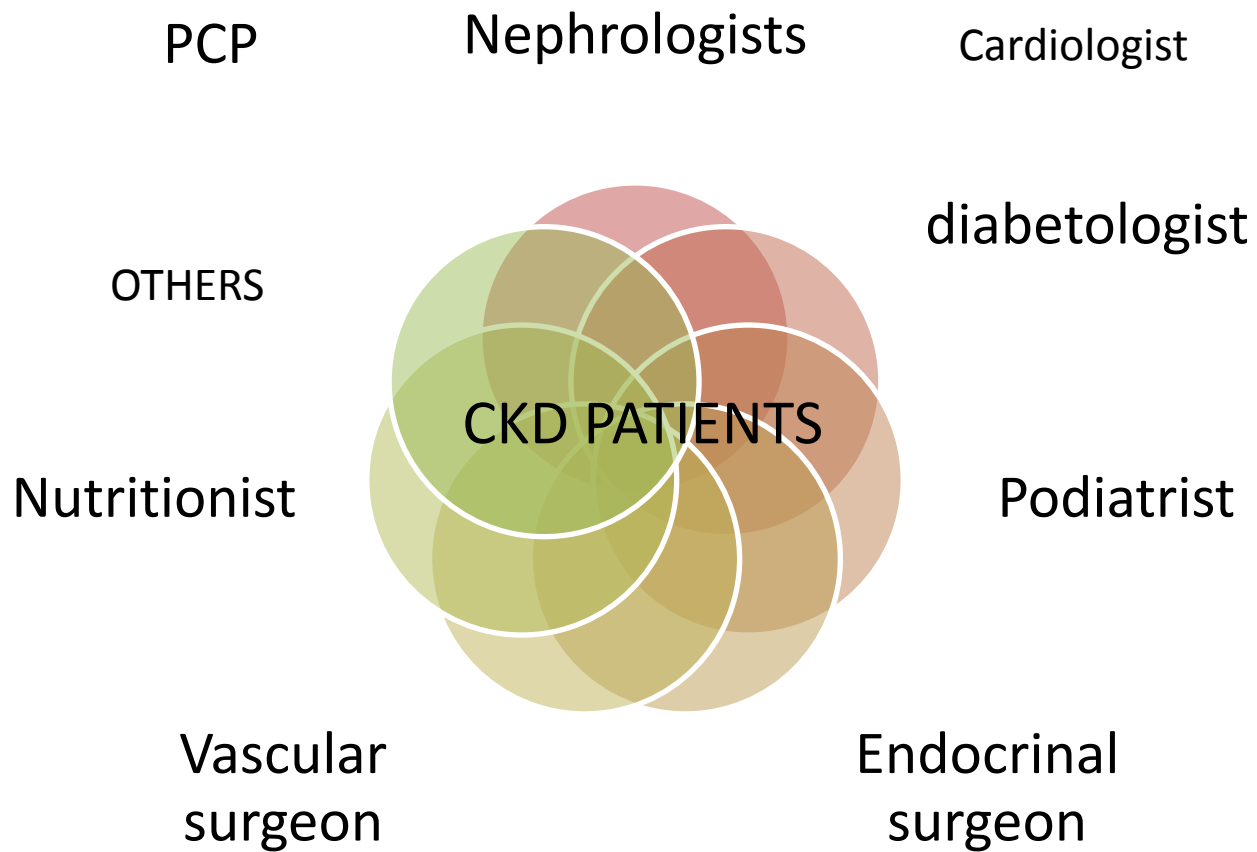 PCP
Nephrologists
Cardiologist
diabetologist
OTHERS
CKD PATIENTS
Nutritionist
Podiatrist
Vascular
surgeon
Endocrinal
surgeon